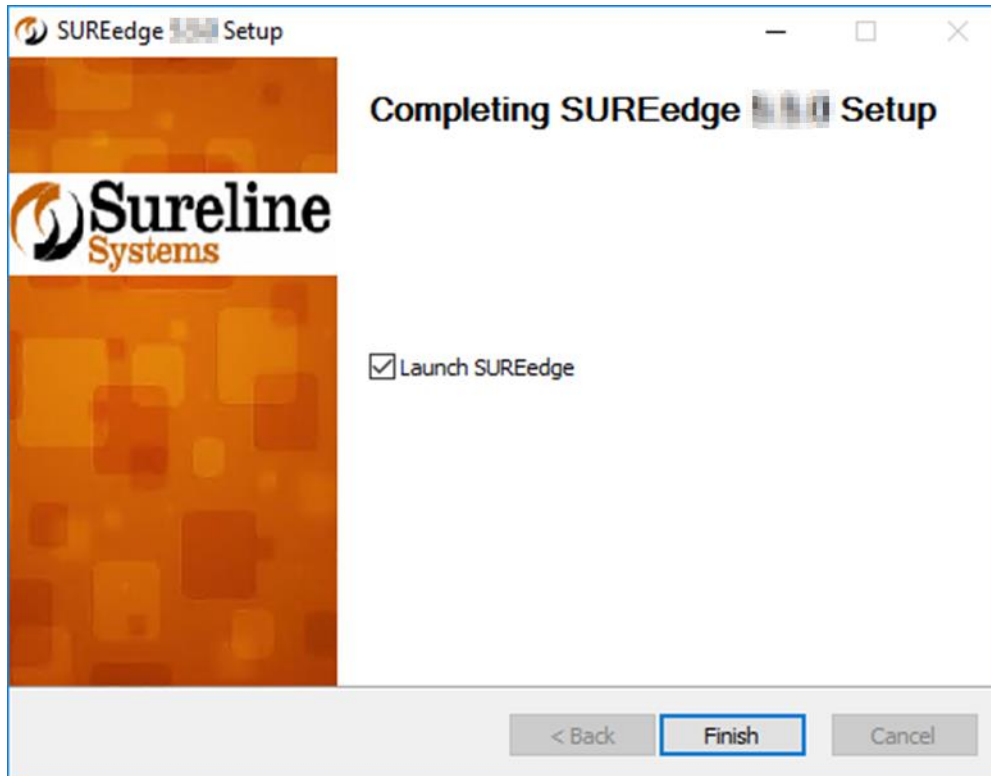 SUREedge Setup
Completing SUREedge Setup
Sureline
Systems
Launch SUREedge
< Back
Finish
Cancel